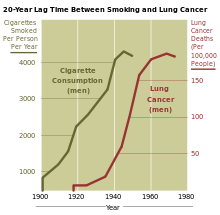 20-Year Lag Time Between Smoking and Lung Cancer
Cigarettes
Smoked
Per Person
Per Year
Lung
Cancer
Deaths
(Per
100,000
People)
4000
3000
2000
1000
150
100
50
Cigarette
Consumption
(men)
Lung
Cancer
(men)
1900
1920
1940
1960
1980
Year